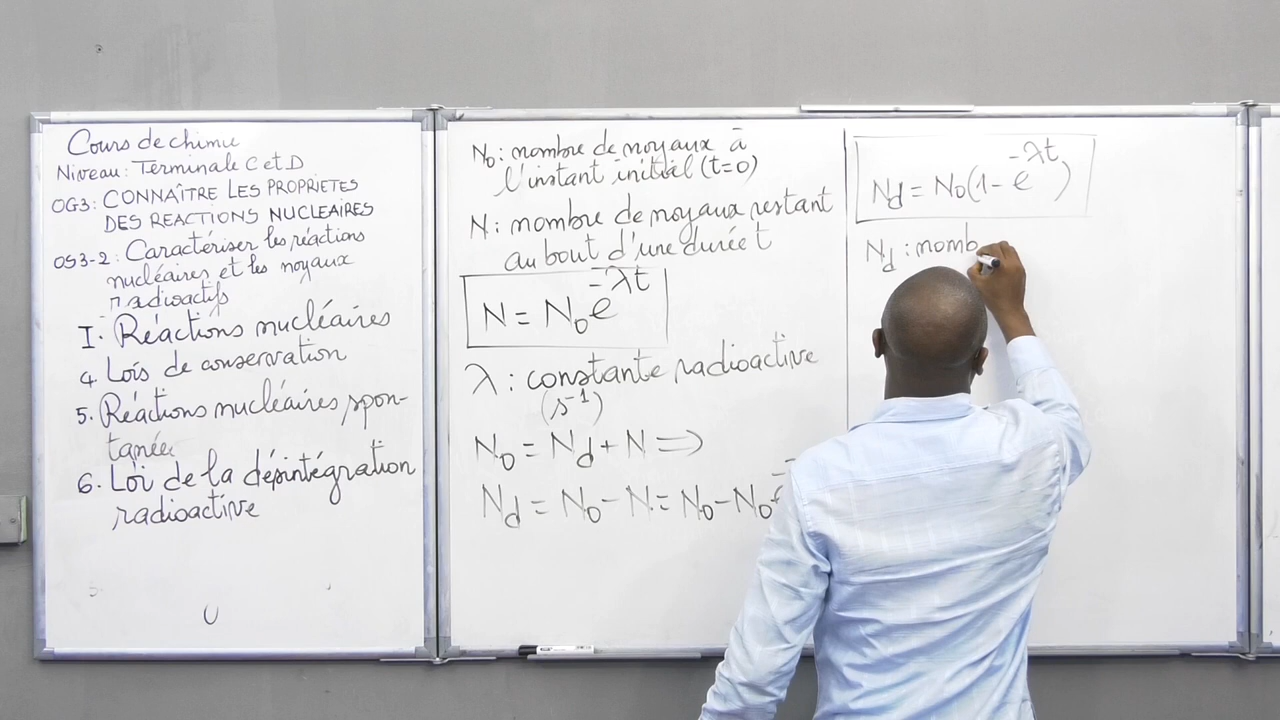 Cours de chimie
Niveau: Terminale C et D
OG3: CONNAÎTRE LES PROPRIETES
DES REACTIONS NUCLEAIRES
OS3-2: Caractériser les réactions
nucléaires et les noyaux
radioactifs
I. Réactions nucléaires
4 Lois de conservation
5. Réactions nucléaires spon-
tanées
6. Loi de la désintégration
radioactive
N₀: nombre de noyaux à
l'instant initial (t=0)
N: nombre de noyaux restant
au bout d'une durée t
N = N₀e^-λt
λ: constante radioactive
(s⁻¹)
N₀ = Nd + N ⇒
Nd = N₀ - N = N₀ - N₀e^-
Nd = N₀(1 - e^-λt)
Nd: nomb